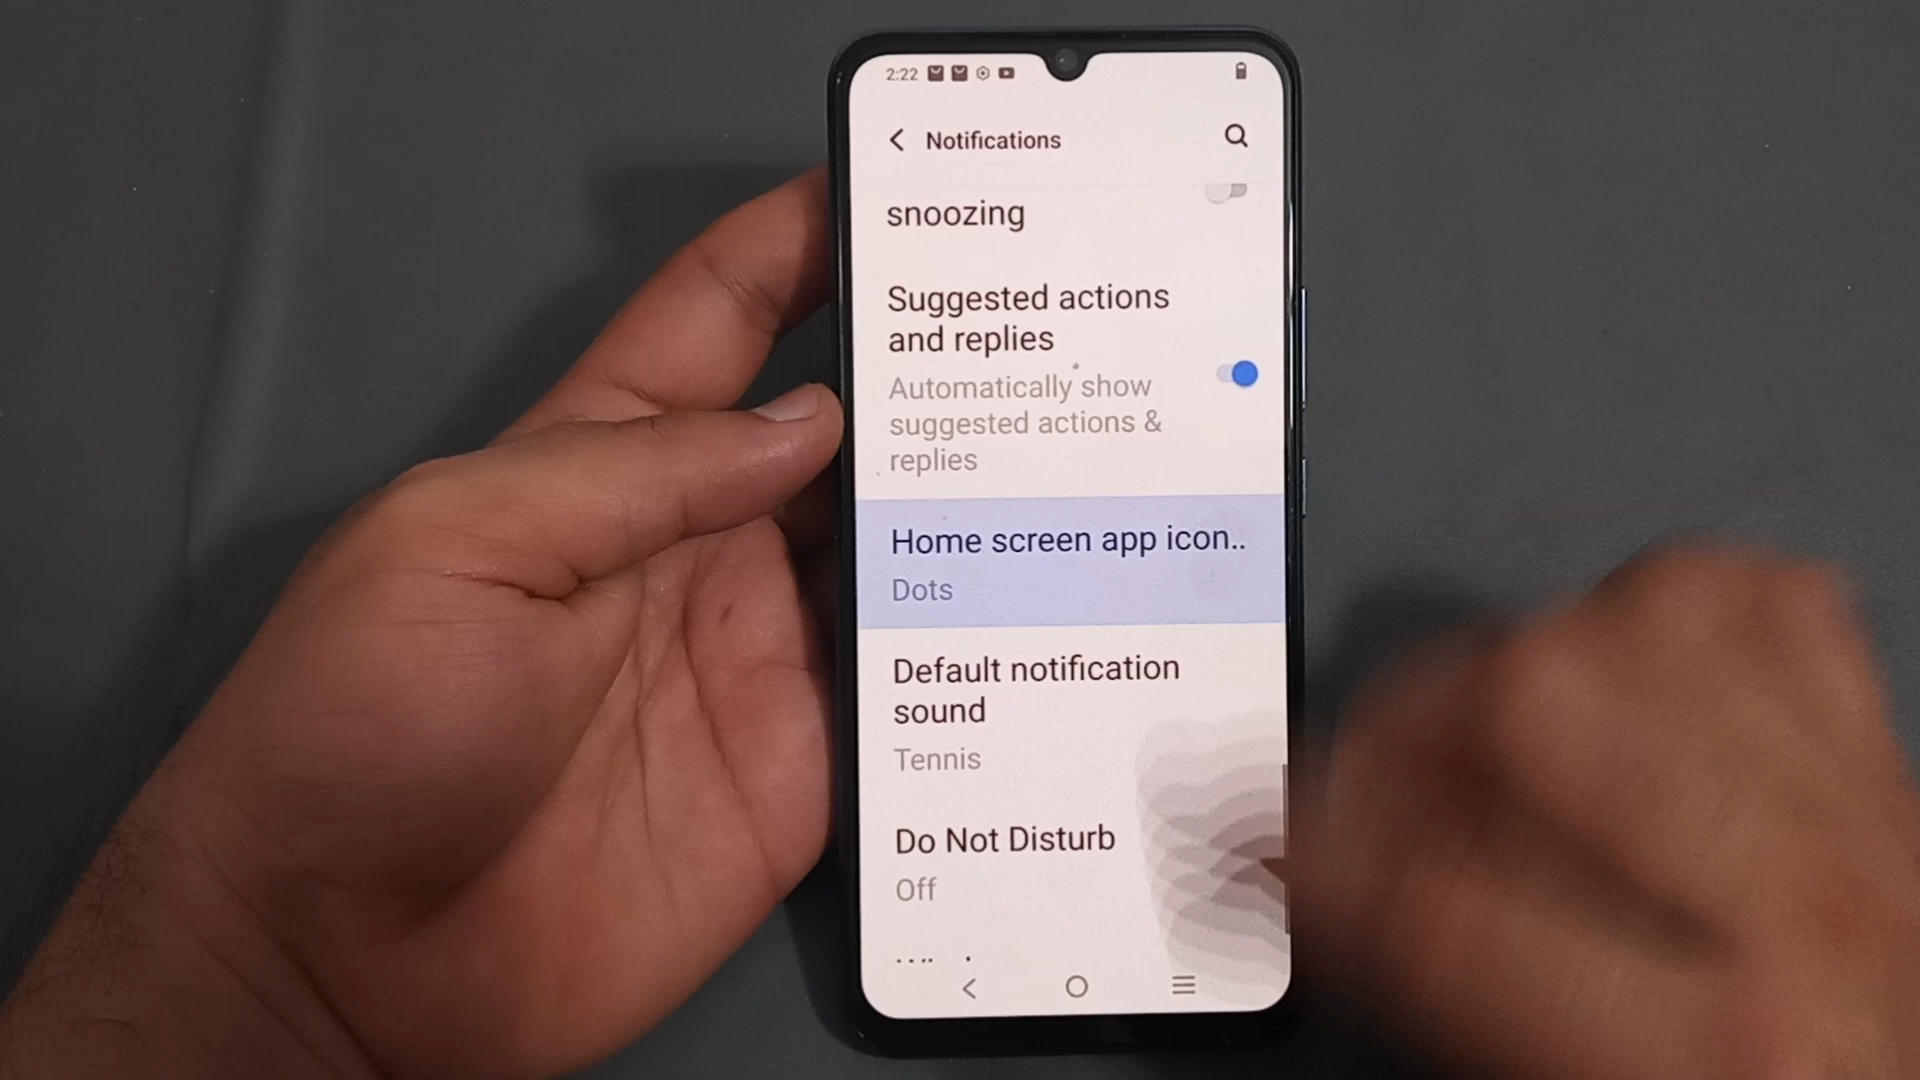 2:22
Notifications
snoozing
Suggested actions
and replies
Automatically show
suggested actions &
replies
Home screen app icon..
Dots
Default notification
sound
Tennis
Do Not Disturb
Off